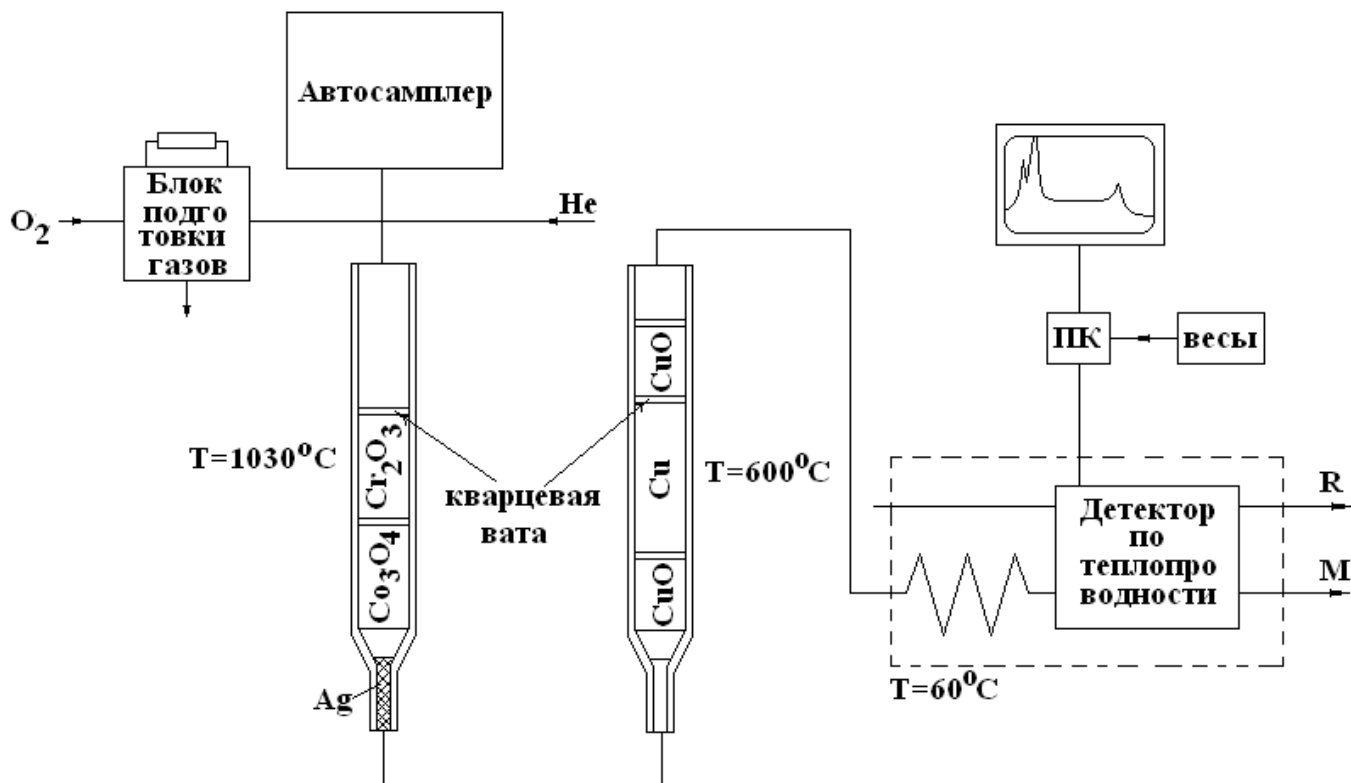 Автосамплер
Блок
подго
товки
газов
O2
He
T=1030°C
Cr2O3
Co3O4
Ag
кварцевая
вата
CuO
Cu
CuO
T=600°C
ПК
весы
Детектор
по
теплопро
водности
R
M
T=60°C